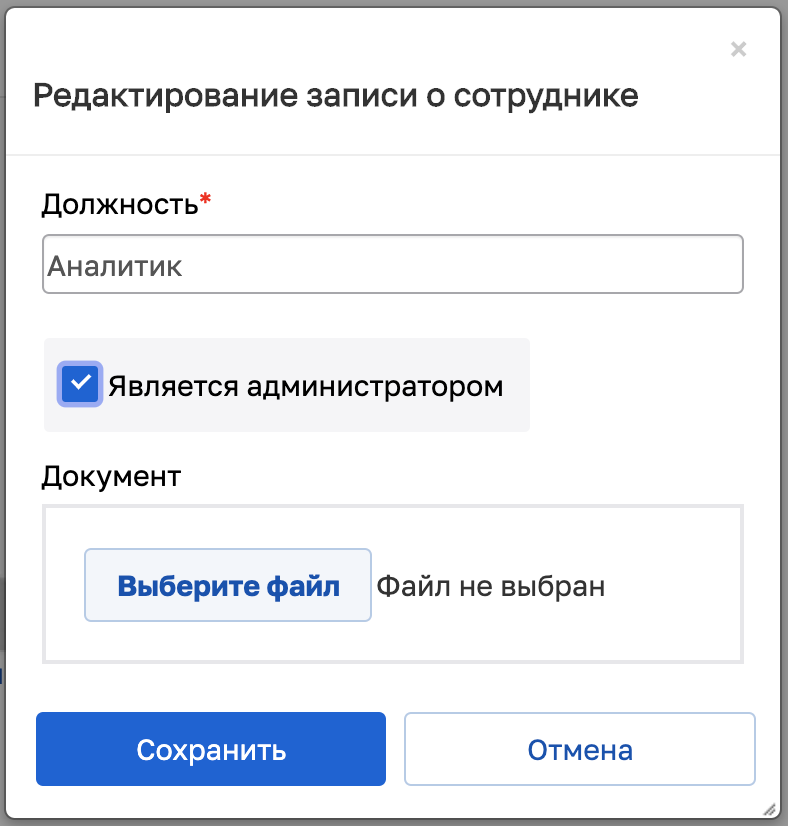 ×
Редактирование записи о сотруднике
Должность*
Аналитик
Является администратором
Документ
Выберите файл Файл не выбран
Сохранить Отмена